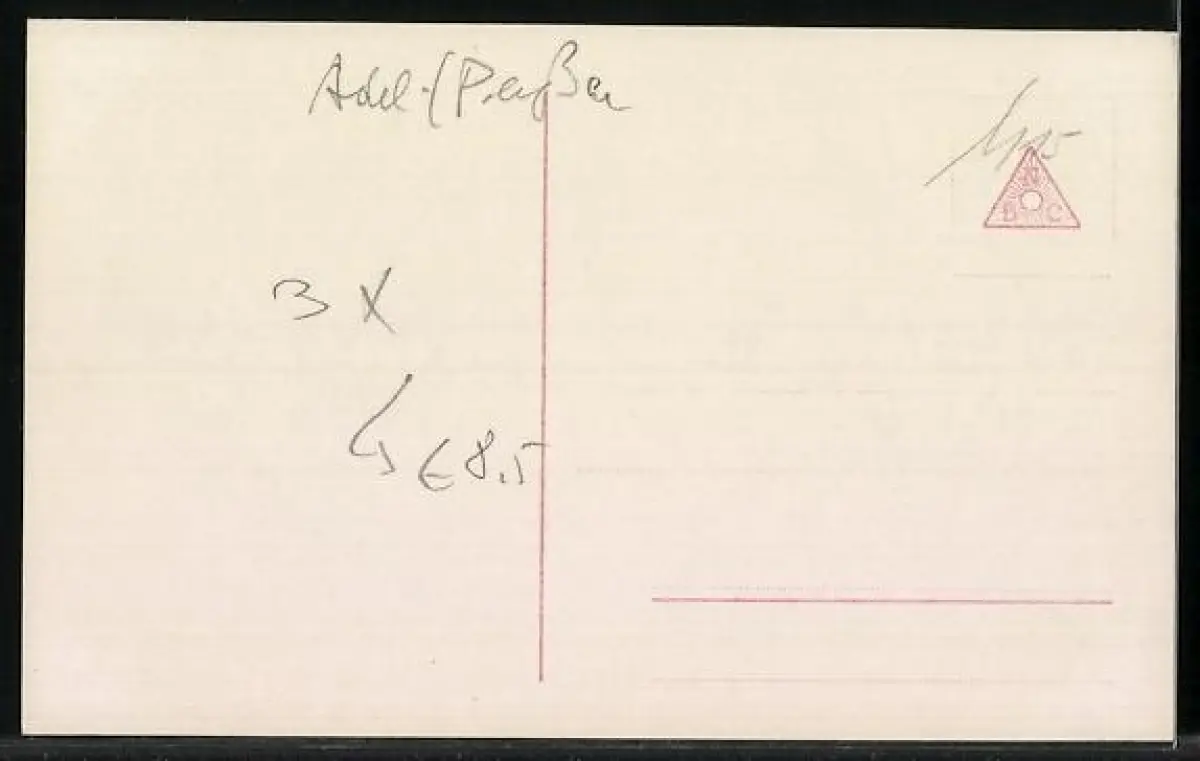 Adel / Preußen
N
B C
3 X
€ 8,5